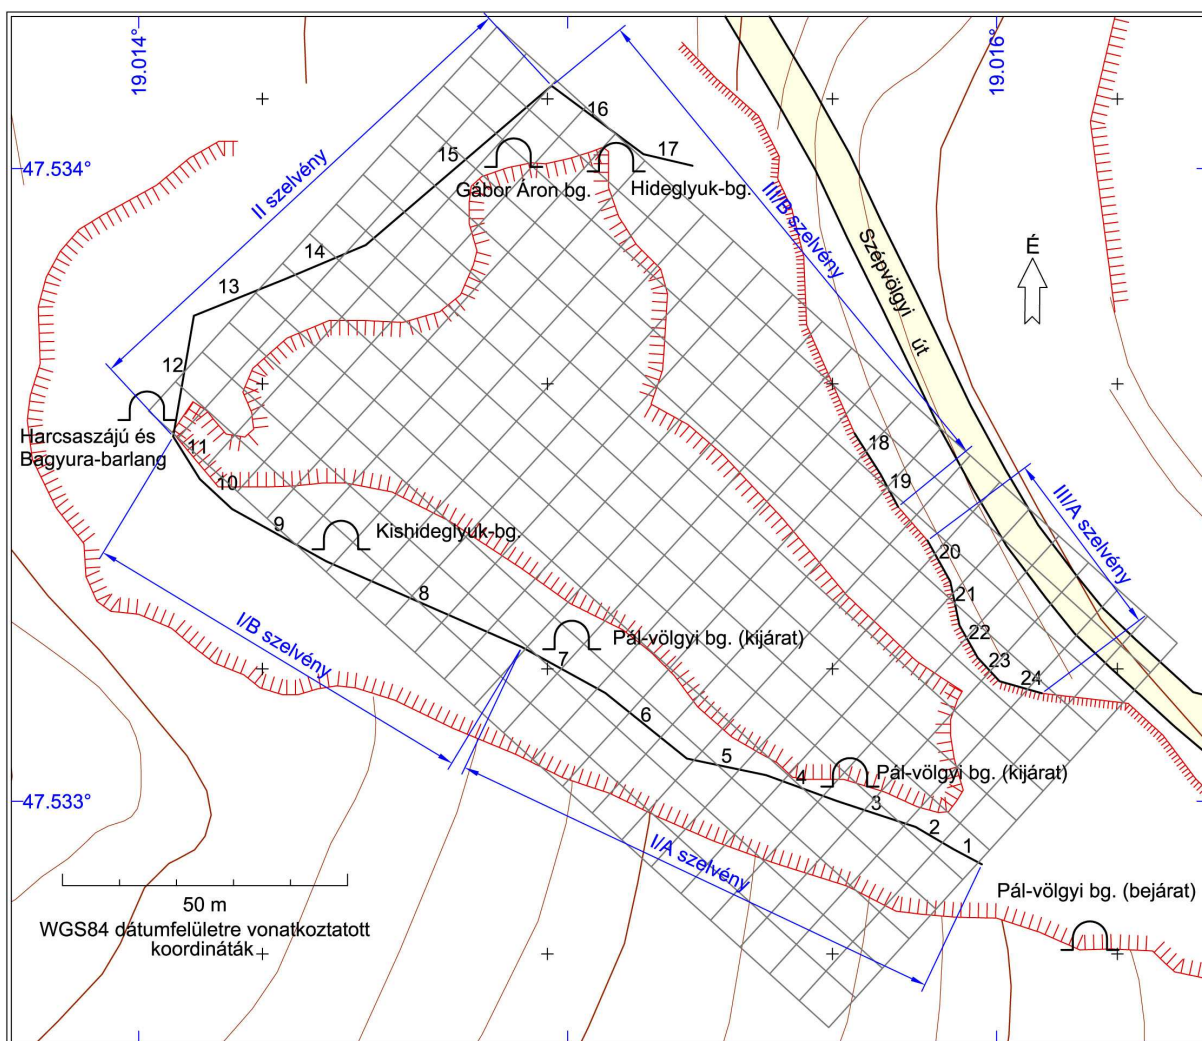 19.014°
19.016°
16
15
17
II szelvény
Gábor Áron bg.
Hideglyuk-bg.
47.534°
III/B szelvény
Szépvölgyi út
É
14
13
12
Harcsaszájú és
Bagyura-barlang
11
10
9
Kishideglyuk-bg.
18
19
III/A szelvény
20
21
22
23
24
8
I/B szelvény
7
Pál-völgyi bg. (kijárat)
6
5
4
Pál-völgyi bg. (kijárat)
3
2
1
47.533°
I/A szelvény
Pál-völgyi bg. (bejárat)
50 m
WGS84 dátumfelületre vonatkoztatott
koordináták